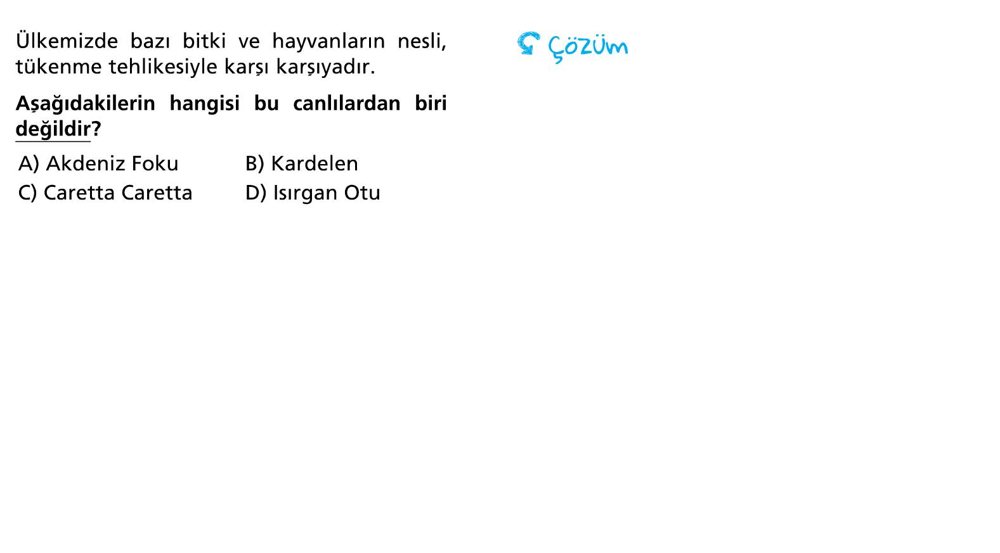 Ülkemizde bazı bitki ve hayvanların nesli,
tükenme tehlikesiyle karşı karşıyadır.
Aşağıdakilerin hangisi bu canlılardan biri
değildir?
A) Akdeniz Foku B) Kardelen
C) Caretta Caretta D) Isırgan Otu
Çözüm